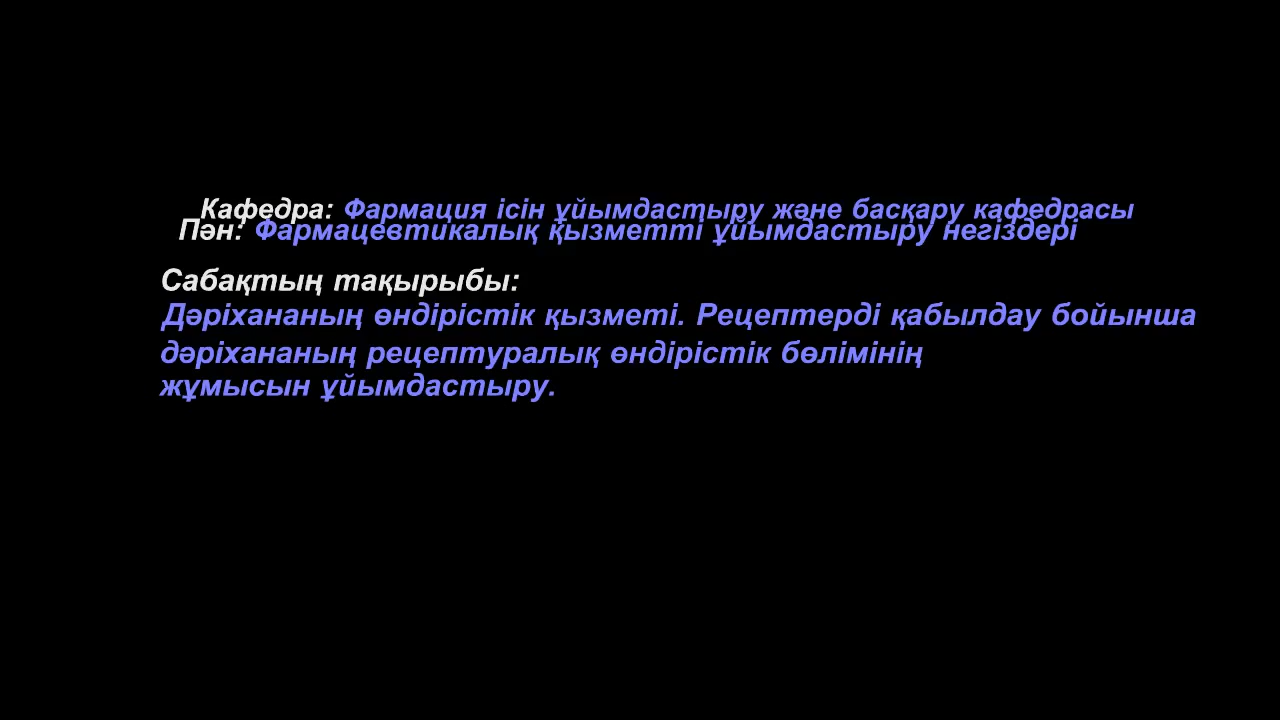 Кафедра: Фармация ісін ұйымдастыру және басқару кафедрасы
Пән: Фармацевтикалық қызметті ұйымдастыру негіздері
Сабақтың тақырыбы:
Дәріхананың өндірістік қызметі. Рецептерді қабылдау бойынша
дәріхананың рецептуралық өндірістік бөлімінің
жұмысын ұйымдастыру.